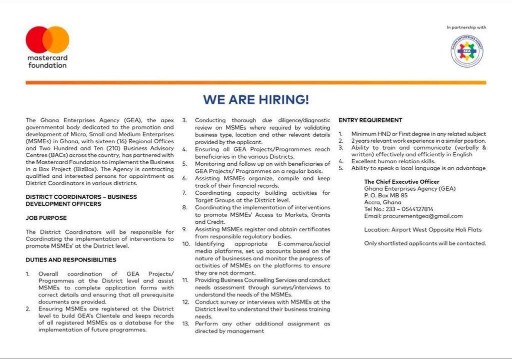 In partnership with
mastercard
foundation
WE ARE HIRING!
The Ghana Enterprises Agency (GEA), the apex
governmental body dedicated to the promotion and
development of Micro, Small and Medium Enterprises
(MSMEs) in Ghana, with sixteen (16) Regional Offices
and Two Hundred and Ten (210) Business Advisory
Centres (BACs) across the country, has partnered with
the Mastercard Foundation to implement the Business
in a Box Project (BizBox). The Agency is contracting
qualified and interested persons for appointment as
District Coordinators in various districts.
DISTRICT COORDINATORS – BUSINESS
DEVELOPMENT OFFICERS
JOB PURPOSE
The District Coordinators will be responsible for
Coordinating the implementation of interventions to
promote MSMEs' at the District level.
DUTIES AND RESPONSIBILITIES
1. Overall coordination of GEA Projects/
Programmes at the District level and assist
MSMEs to complete application forms with
correct details and ensuring that all prerequisite
documents are provided.
2. Ensuring MSMEs are registered at the District
level to build GEA's Clientele and keeps records
of all registered MSMEs as a database for the
implementation of future programmes.
3. Conducting thorough due diligence/diagnostic
review on MSMEs where required by validating
business type, location and other relevant details
provided by the applicant.
4. Ensuring all GEA Projects/Programmes reach
beneficiaries in the various Districts.
5. Monitoring and follow up on with beneficiaries of
GEA Projects/ Programmes on a regular basis.
6. Assisting MSMEs organize, compile and keep
track of their financial records.
7. Coordinating capacity building activities for
Target Groups at the District level.
8. Coordinating the implementation of interventions
to promote MSMEs' Access to Markets, Grants
and Credit.
9. Assisting MSMEs register and obtain certificates
from responsible regulatory bodies.
10. Identifying appropriate E-commerce/social
media platforms, set up accounts based on the
nature of businesses and monitor the progress of
activities of MSMEs on the platforms to ensure
they are not dormant.
11. Providing Business Counselling Services and conduct
needs assessment through surveys/interviews to
understand the needs of the MSMEs.
12. Conduct survey or interviews with MSMEs at the
District level to understand their business training
needs.
13. Perform any other additional assignment as
directed by management
ENTRY REQUIREMENT
1. Minimum HND or First degree in any related subject
2. 2 years relevant work experience in a similar position.
3. Ability to train and communicate (verbally &
written) effectively and efficiently in English
4. Excellent human relation skills.
5. Ability to speak a local language is an advantage
The Chief Executive Officer
Ghana Enterprises Agency (GEA)
P. O. Box MB 85
Accra, Ghana
Tel No.: 233 – 0544127814
Email: procurementgea@gmail.com
Location: Airport West Opposite Holi Flats
Only shortlisted applicants will be contacted.